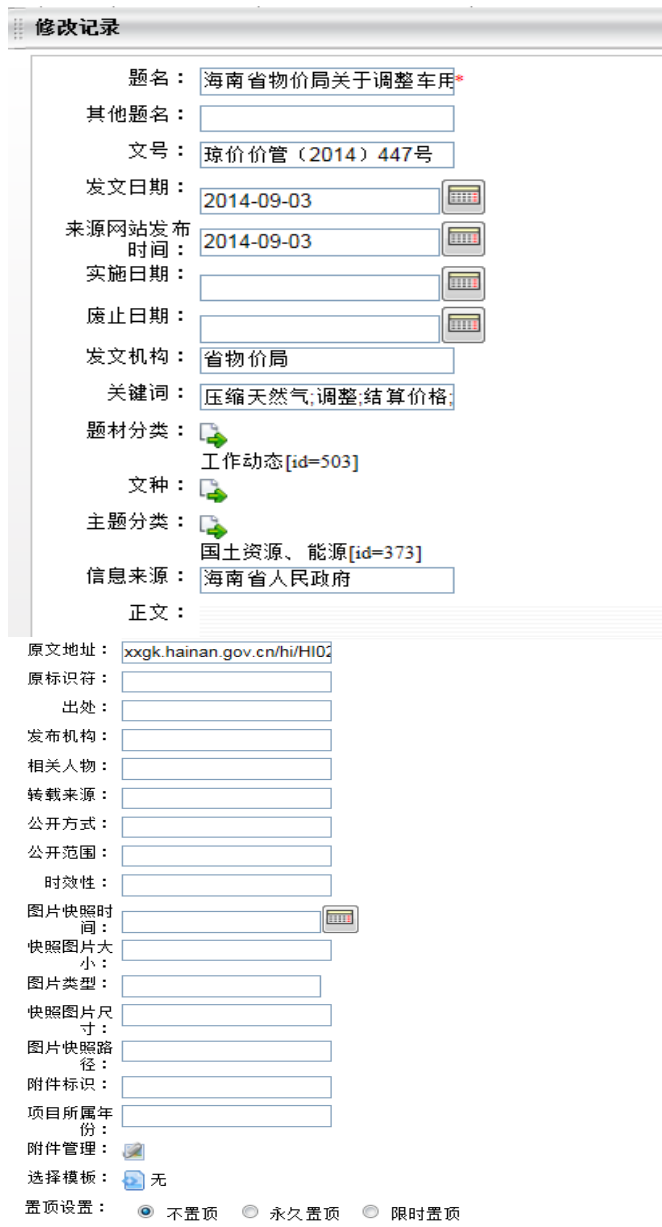 修改记录
题名： 海南省物价局关于调整车用*
其他题名：
文号： 琼价价管（2014）447号
发文日期： 2014-09-03
来源网站发布
时间： 2014-09-03
实施日期：
废止日期：
发文机构： 省物价局
关键词： 压缩天然气;调整;结算价格;
题材分类：
工作动态[id=503]
文种：
主题分类：
国土资源、能源[id=373]
信息来源： 海南省人民政府
正文：
原文地址： xxgk.hainan.gov.cn/hi/HI02
原标识符：
出处：
发布机构：
相关人物：
转载来源：
公开方式：
公开范围：
时效性：
图片快照时
间：
快照图片大
小：
图片类型：
快照图片尺
寸：
图片快照路
径：
附件标识：
项目所属年
份：
附件管理：
选择模板： 无
置顶设置： 不置顶 永久置顶 限时置顶